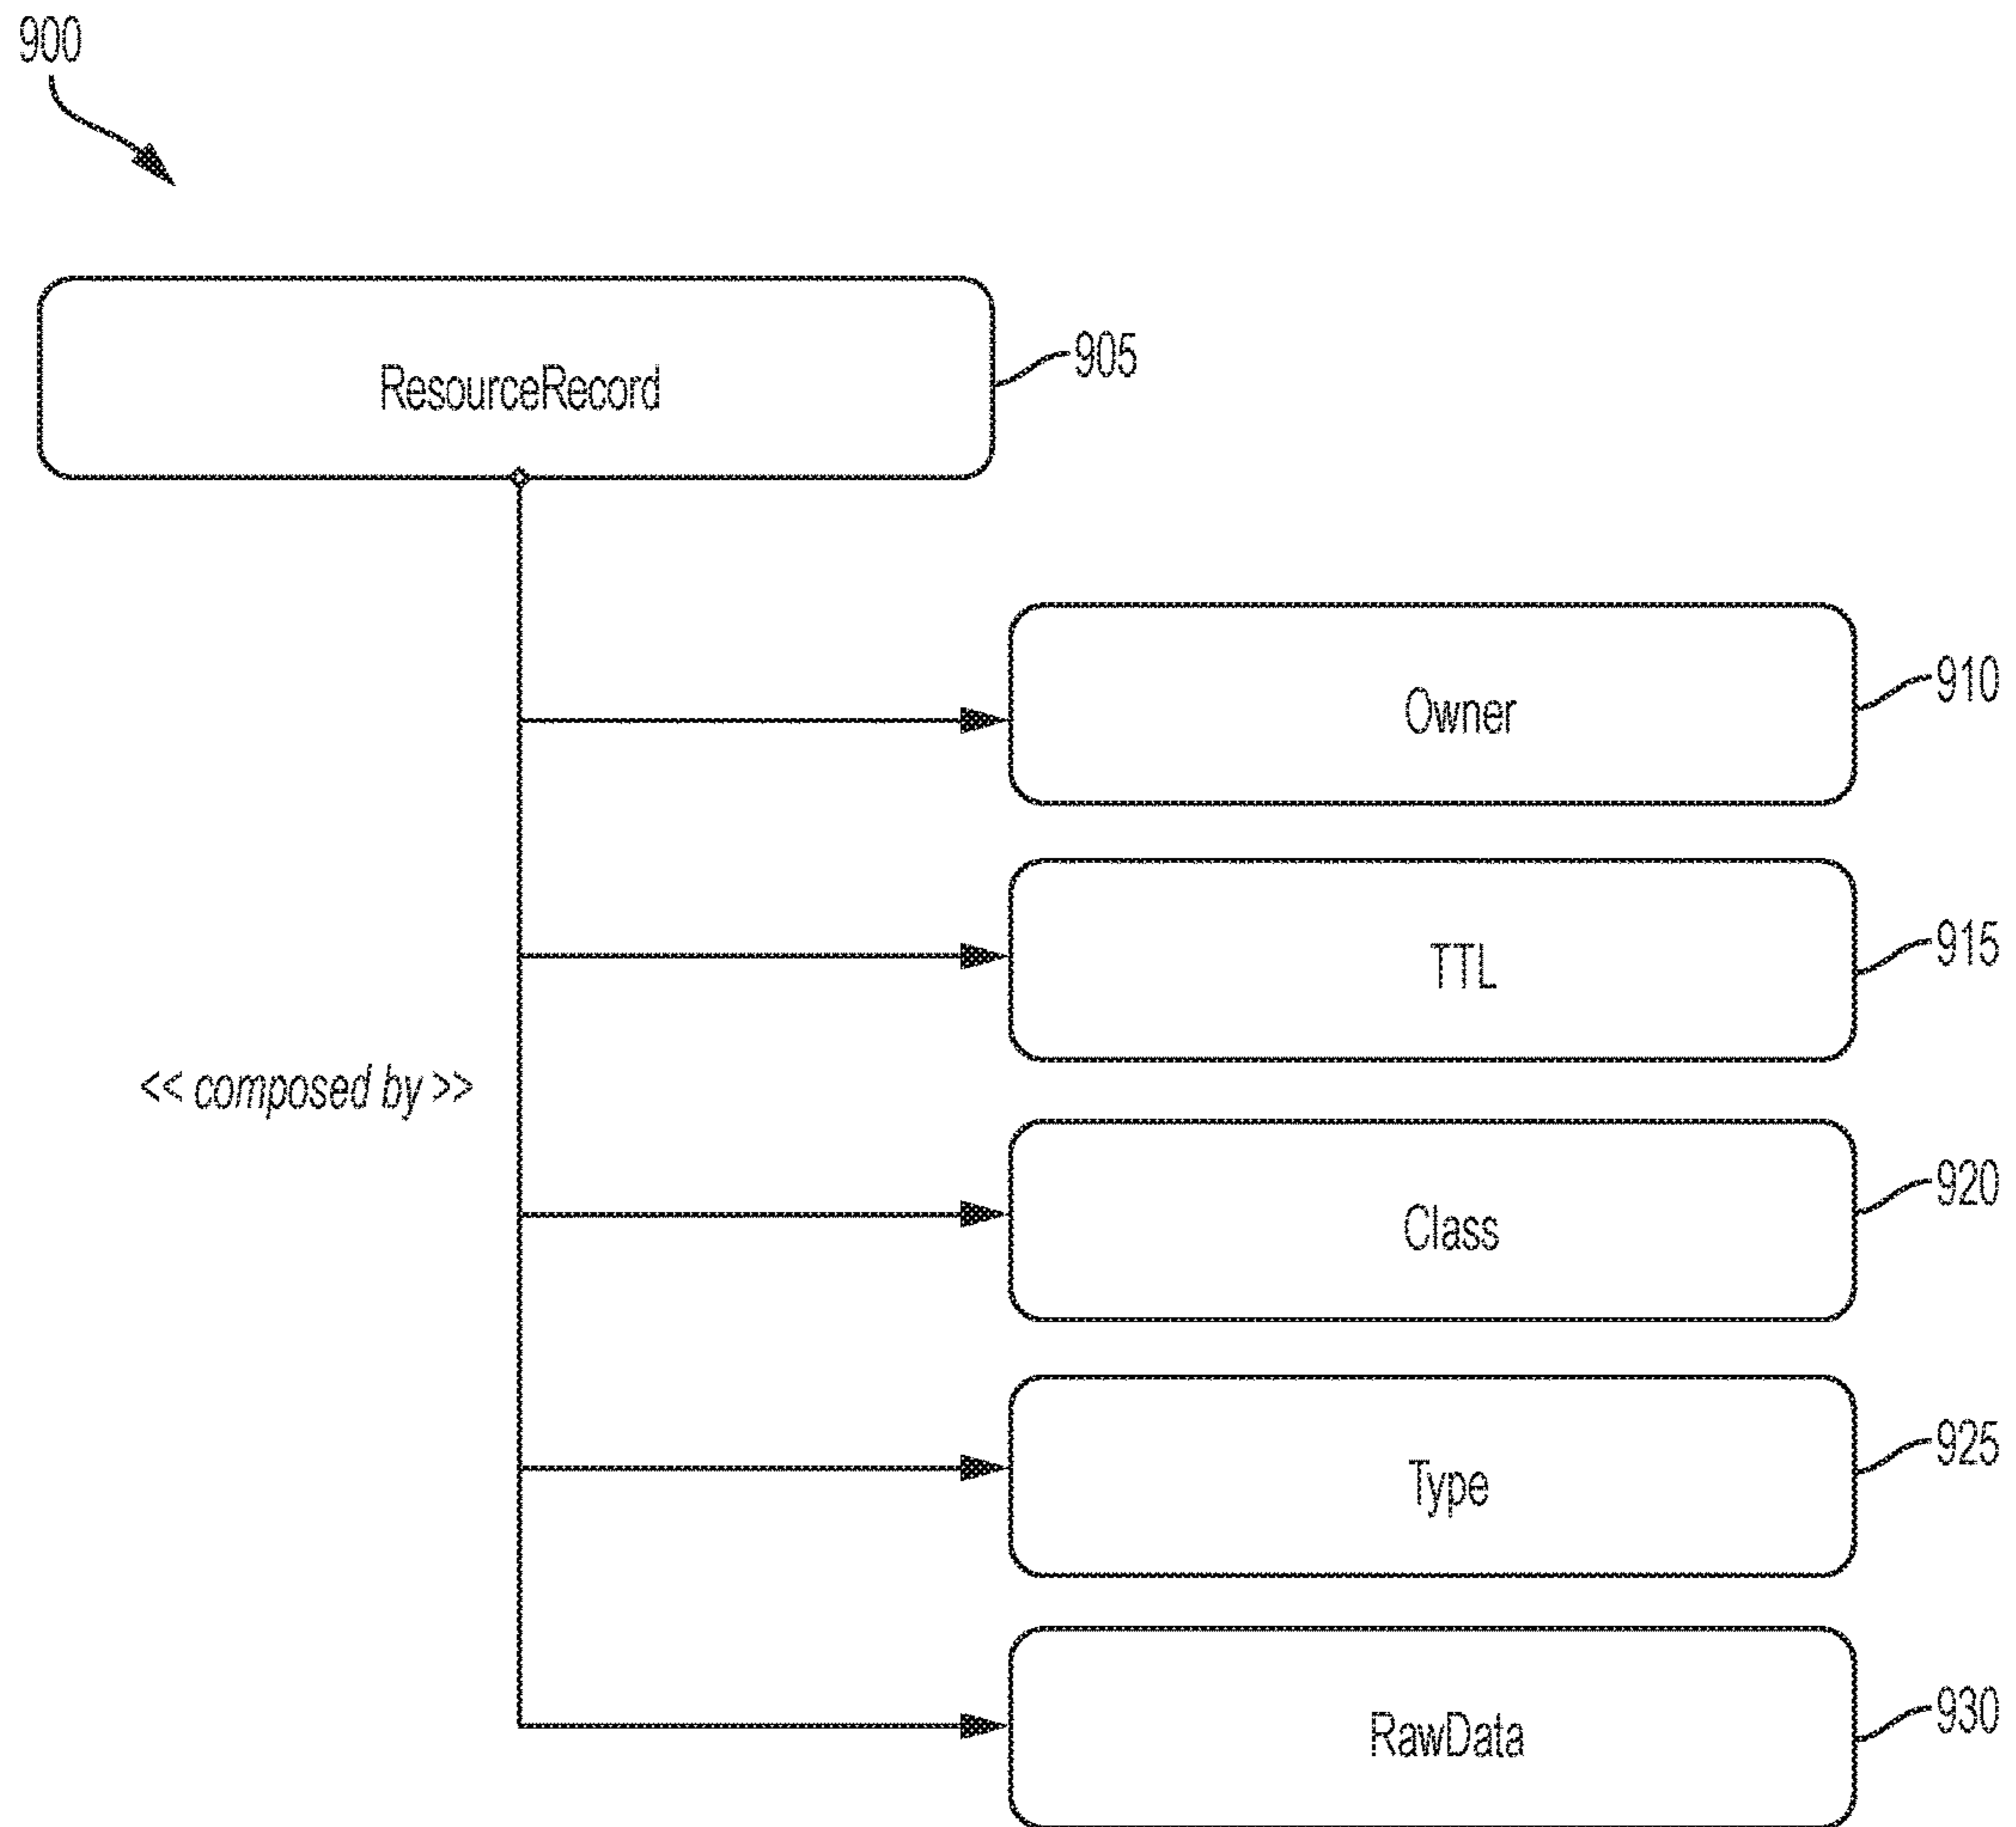 900
ResourceRecord
905
Owner
910
TTL
915
<< composed by >>
Class
920
Type
925
RawData
930